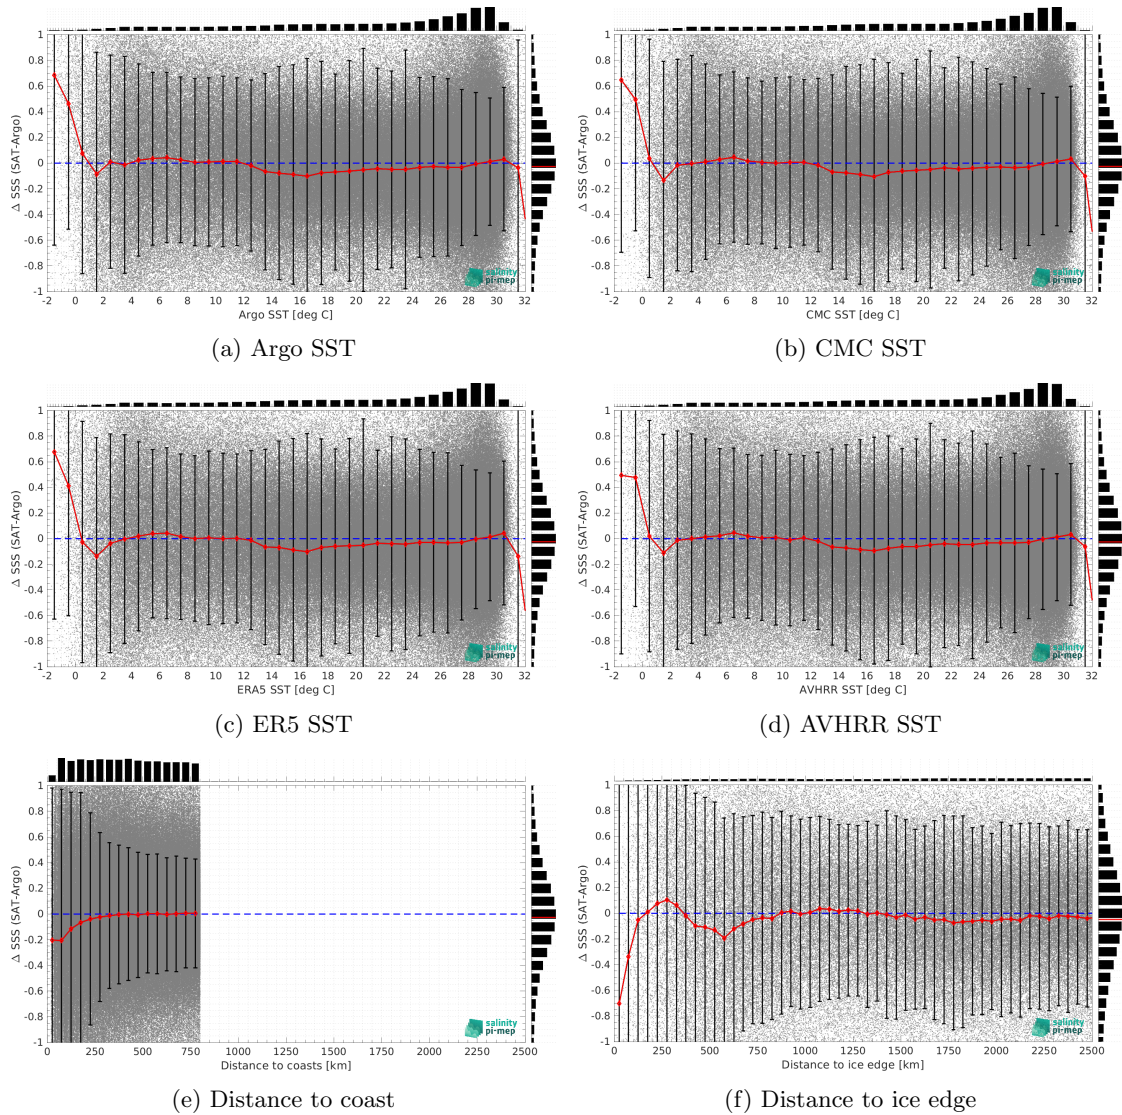 1
0.8
0.6
0.4
0.2
0
-0.2
-0.4
-0.6
-0.8
-1
Δ SSS (SAT-Argo)
salinity
pi-mep
-2 0 2 4 6 8 10 12 14 16 18 20 22 24 26 28 30 32
Argo SST [deg C]
(a) Argo SST
1
0.8
0.6
0.4
0.2
0
-0.2
-0.4
-0.6
-0.8
-1
Δ SSS (SAT-Argo)
salinity
pi-mep
-2 0 2 4 6 8 10 12 14 16 18 20 22 24 26 28 30 32
CMC SST [deg C]
(b) CMC SST
1
0.8
0.6
0.4
0.2
0
-0.2
-0.4
-0.6
-0.8
-1
Δ SSS (SAT-Argo)
salinity
pi-mep
-2 0 2 4 6 8 10 12 14 16 18 20 22 24 26 28 30 32
ERA5 SST [deg C]
(c) ER5 SST
1
0.8
0.6
0.4
0.2
0
-0.2
-0.4
-0.6
-0.8
-1
Δ SSS (SAT-Argo)
salinity
pi-mep
-2 0 2 4 6 8 10 12 14 16 18 20 22 24 26 28 30 32
AVHRR SST [deg C]
(d) AVHRR SST
1
0.8
0.6
0.4
0.2
0
-0.2
-0.4
-0.6
-0.8
-1
Δ SSS (SAT-Argo)
salinity
pi-mep
0 250 500 750 1000 1250 1500 1750 2000 2250 2500
Distance to coasts [km]
(e) Distance to coast
1
0.8
0.6
0.4
0.2
0
-0.2
-0.4
-0.6
-0.8
-1
Δ SSS (SAT-Argo)
salinity
pi-mep
0 250 500 750 1000 1250 1500 1750 2000 2250 2500
Distance to ice edge [km]
(f) Distance to ice edge